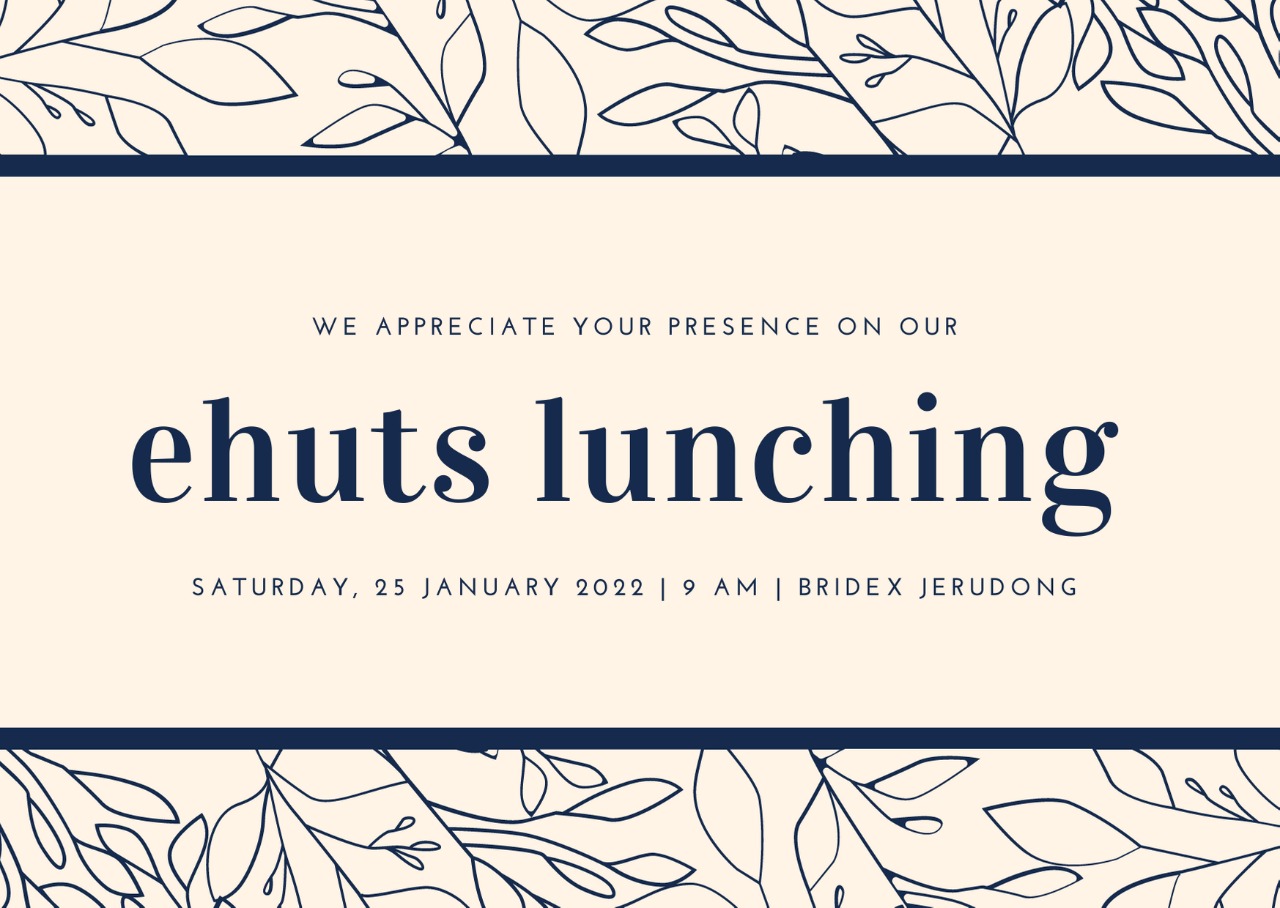 WE APPRECIATE YOUR PRESENCE ON OUR
ehuts lunching
SATURDAY, 25 JANUARY 2022 | 9 AM | BRIDEX JERUDONG